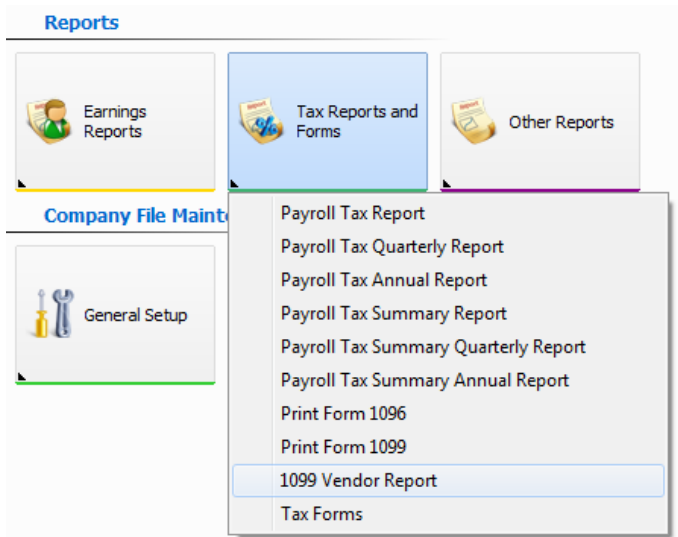 Reports
Earnings
Reports
Tax Reports and
Forms
Other Reports
Company File Maint
General Setup
Payroll Tax Report
Payroll Tax Quarterly Report
Payroll Tax Annual Report
Payroll Tax Summary Report
Payroll Tax Summary Quarterly Report
Payroll Tax Summary Annual Report
Print Form 1096
Print Form 1099
1099 Vendor Report
Tax Forms